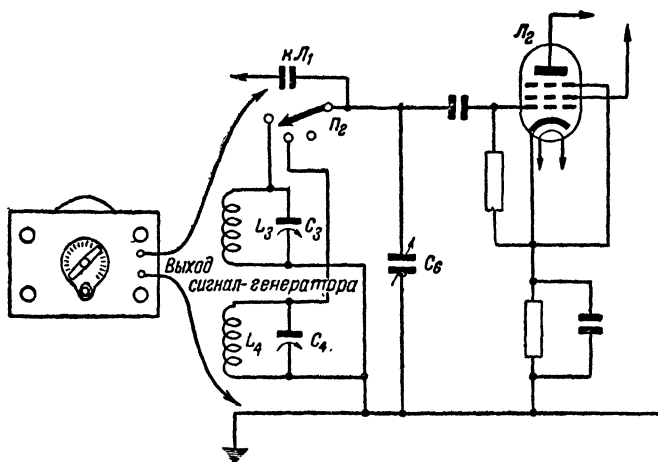 Л₂
кЛ₁
П₂
L₃
C₃
C₆
Выход
сигнал-генератора
L₄
C₄.